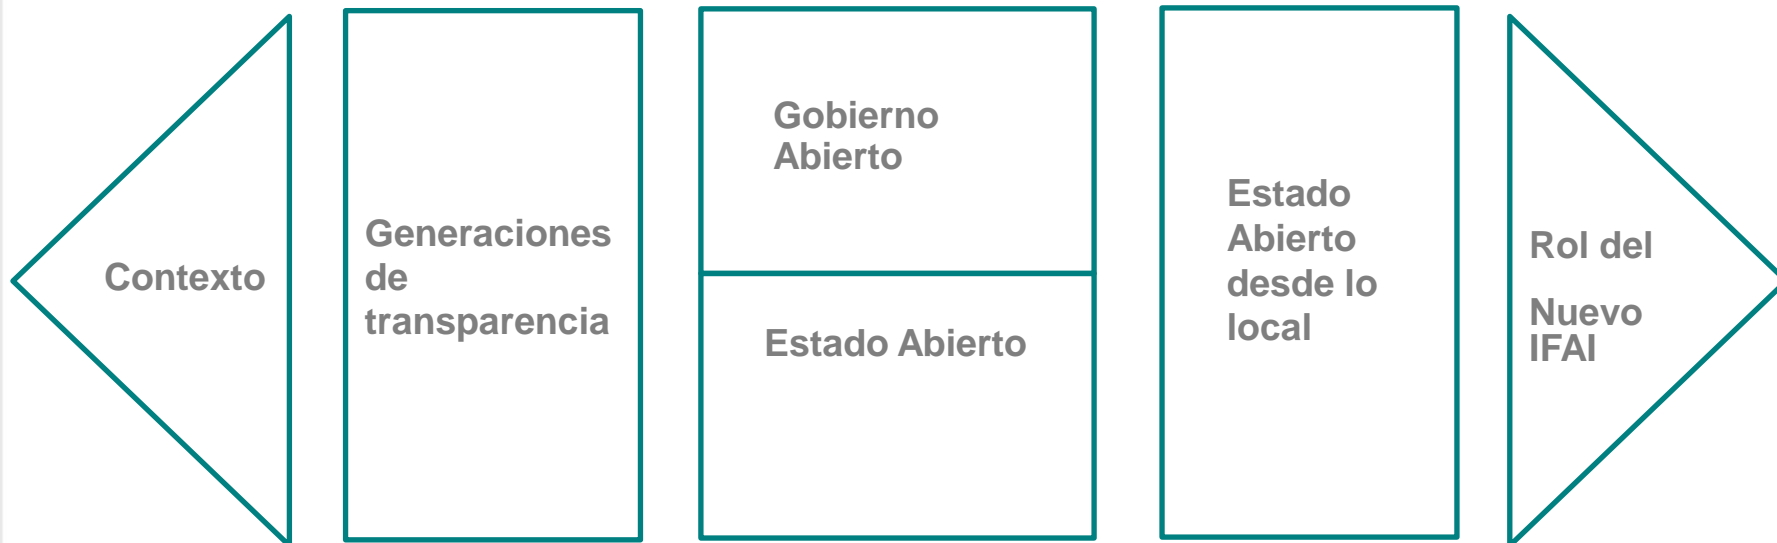 Contexto
Generaciones
de
transparencia
Gobierno
Abierto
Estado Abierto
Estado
Abierto
desde lo
local
Rol del
Nuevo
IFAI